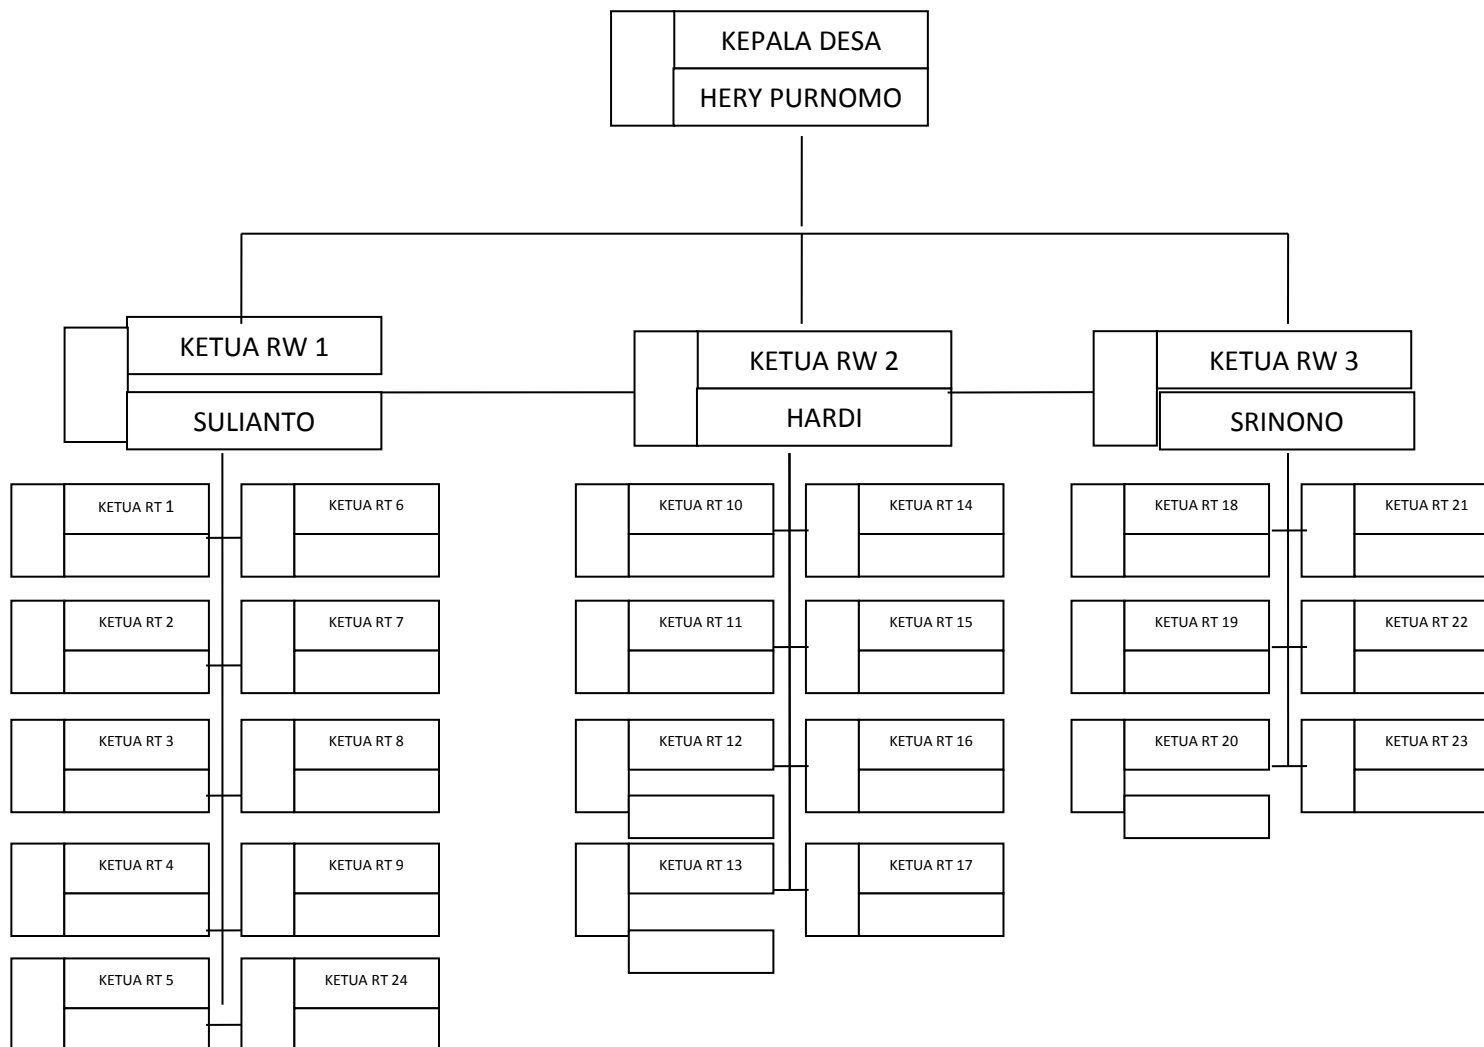 KEPALA DESA
HERY PURNOMO
KETUA RW 1
SULIANTO
KETUA RW 2
HARDI
KETUA RW 3
SRINONO
KETUA RT 1
KETUA RT 6
KETUA RT 10
KETUA RT 14
KETUA RT 18
KETUA RT 21
KETUA RT 2
KETUA RT 7
KETUA RT 11
KETUA RT 15
KETUA RT 19
KETUA RT 22
KETUA RT 3
KETUA RT 8
KETUA RT 12
KETUA RT 16
KETUA RT 20
KETUA RT 23
KETUA RT 4
KETUA RT 9
KETUA RT 13
KETUA RT 17
KETUA RT 5
KETUA RT 24